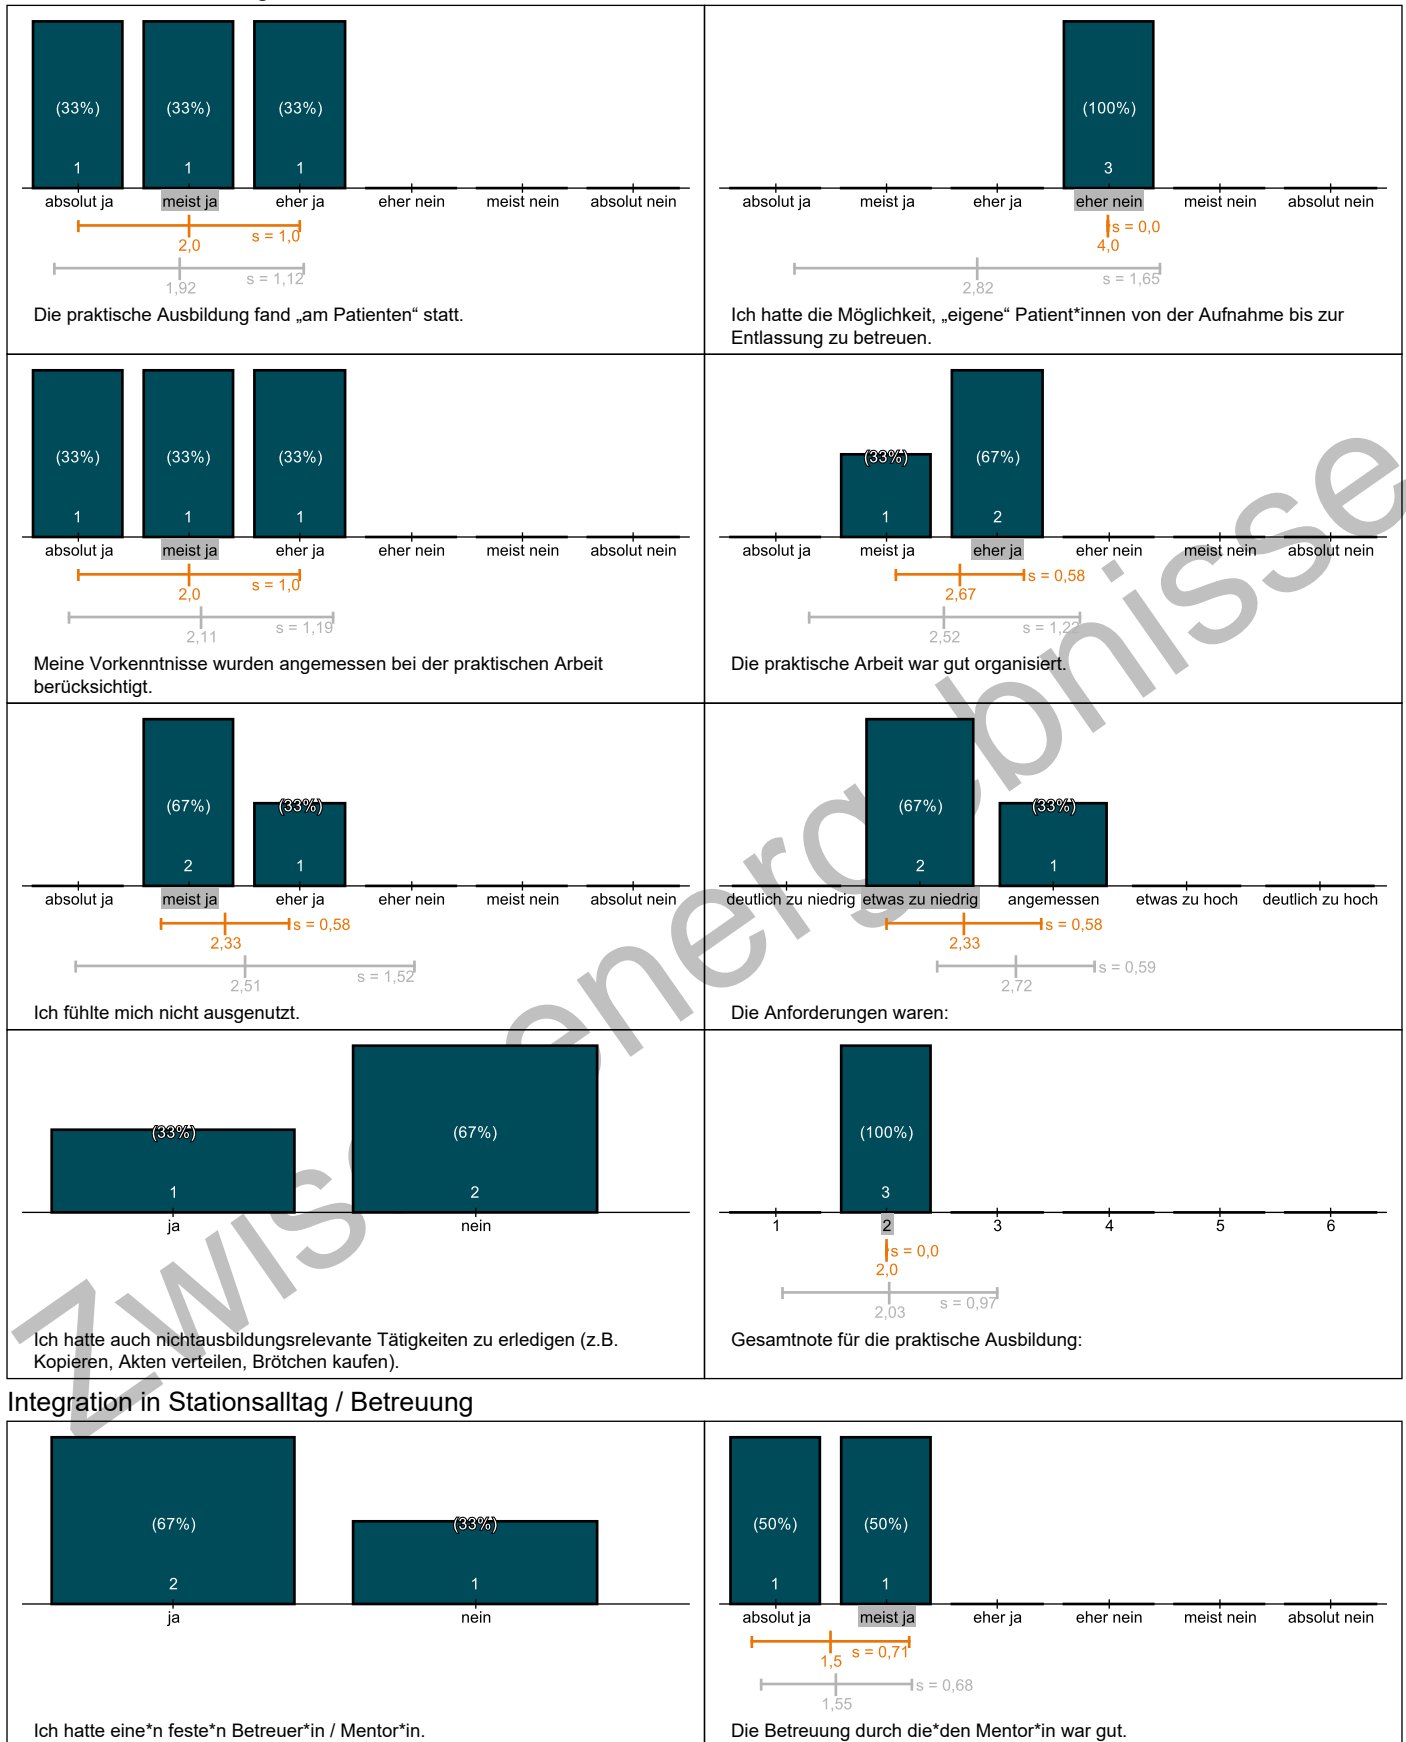 (33%) (33%) (33%)
1 1 1
absolut ja meist ja eher ja eher nein meist nein absolut nein
s = 1,0
2,0
s = 1,12
1,92
Die praktische Ausbildung fand „am Patienten“ statt.
(100%)
3
absolut ja meist ja eher ja eher nein meist nein absolut nein
s = 0,0
4,0
s = 1,65
2,82
Ich hatte die Möglichkeit, „eigene“ Patient*innen von der Aufnahme bis zur
Entlassung zu betreuen.
(33%) (33%) (33%)
1 1 1
absolut ja meist ja eher ja eher nein meist nein absolut nein
s = 1,0
2,0
s = 1,19
2,11
Meine Vorkenntnisse wurden angemessen bei der praktischen Arbeit
berücksichtigt.
(33%) (67%)
1 2
absolut ja meist ja eher ja eher nein meist nein absolut nein
s = 0,58
2,67
s = 1,22
2,52
Die praktische Arbeit war gut organisiert.
(67%) (33%)
2 1
absolut ja meist ja eher ja eher nein meist nein absolut nein
s = 0,58
2,33
s = 1,52
2,51
Ich fühlte mich nicht ausgenutzt.
(67%) (33%)
2 1
deutlich zu niedrig etwas zu niedrig angemessen etwas zu hoch deutlich zu hoch
s = 0,58
2,33
s = 0,59
2,72
Die Anforderungen waren:
(33%) (67%)
1 2
ja nein
Ich hatte auch nichtausbildungsrelevante Tätigkeiten zu erledigen (z.B.
Kopieren, Akten verteilen, Brötchen kaufen).
(100%)
3
1 2 3 4 5 6
s = 0,0
2,0
s = 0,97
2,03
Gesamtnote für die praktische Ausbildung:
Integration in Stationsalltag / Betreuung
(67%) (33%)
2 1
ja nein
Ich hatte eine*n feste*n Betreuer*in / Mentor*in.
(50%) (50%)
1 1
absolut ja meist ja eher ja eher nein meist nein absolut nein
s = 0,71
1,5
s = 0,68
1,55
Die Betreuung durch die*den Mentor*in war gut.